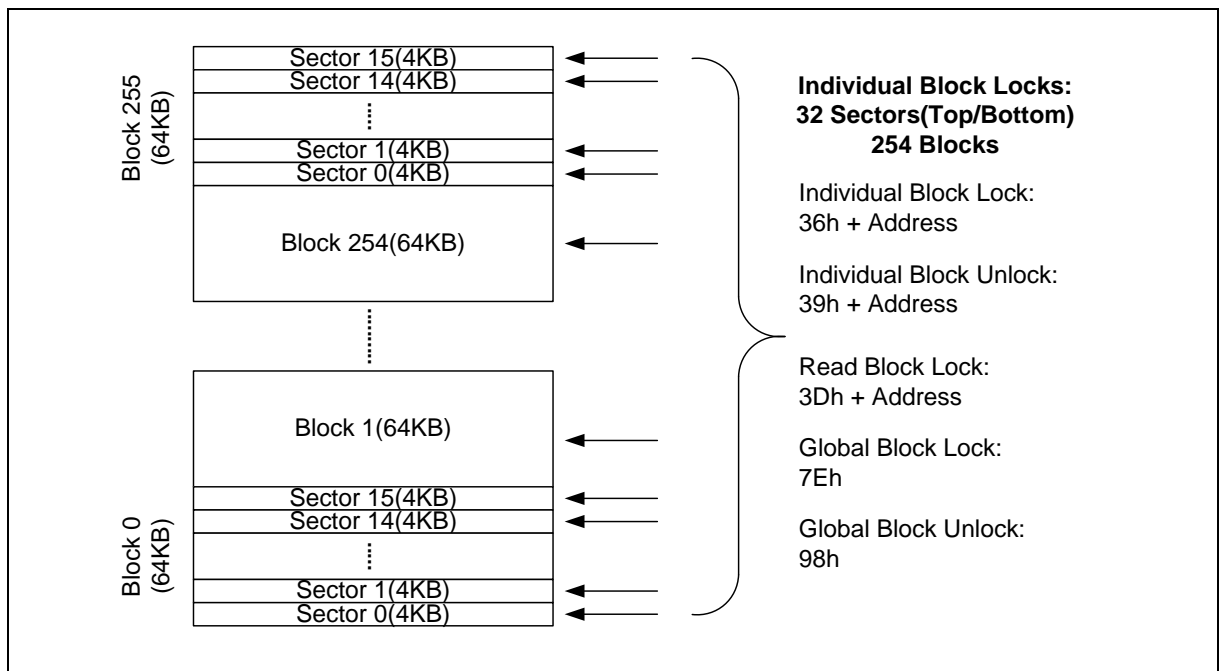 Block 255
(64KB)
Sector 15(4KB)
Sector 14(4KB)
Sector 1(4KB)
Sector 0(4KB)
Block 254(64KB)
Block 1(64KB)
Block 0
(64KB)
Sector 15(4KB)
Sector 14(4KB)
Sector 1(4KB)
Sector 0(4KB)
Individual Block Locks:
32 Sectors(Top/Bottom)
254 Blocks
Individual Block Lock:
36h + Address
Individual Block Unlock:
39h + Address
Read Block Lock:
3Dh + Address
Global Block Lock:
7Eh
Global Block Unlock:
98h